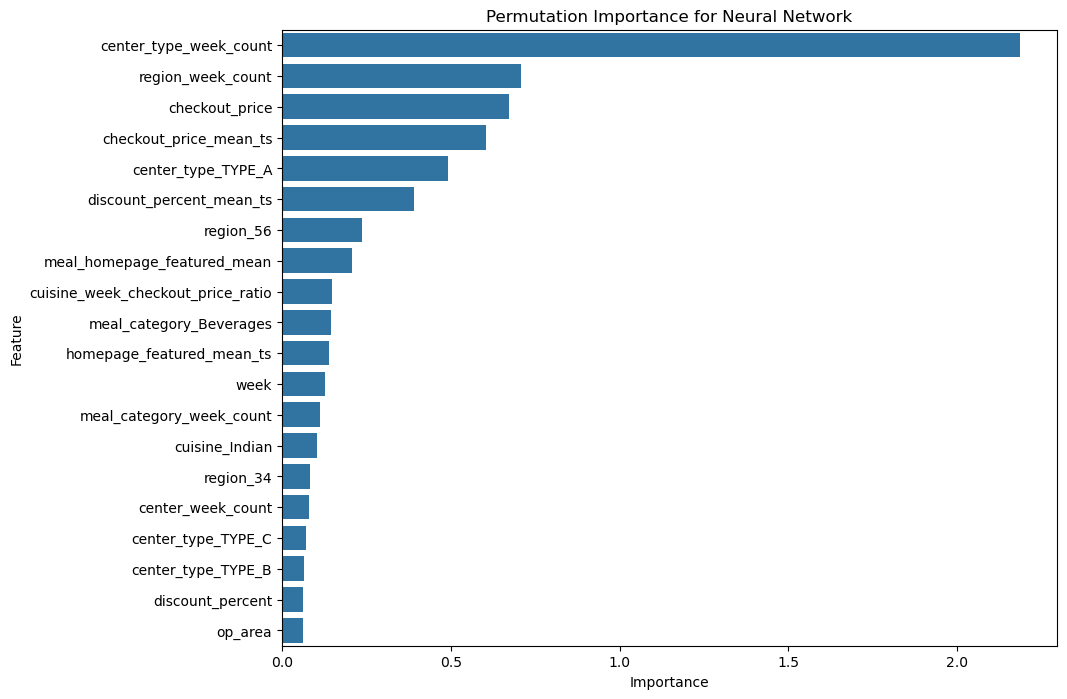 Permutation Importance for Neural Network
center_type_week_count
region_week_count
checkout_price
checkout_price_mean_ts
center_type_TYPE_A
discount_percent_mean_ts
region_56
meal_homepage_featured_mean
cuisine_week_checkout_price_ratio
meal_category_Beverages
homepage_featured_mean_ts
week
meal_category_week_count
cuisine_Indian
region_34
center_week_count
center_type_TYPE_C
center_type_TYPE_B
discount_percent
op_area
Feature
0.0 0.5 1.0 1.5 2.0
Importance